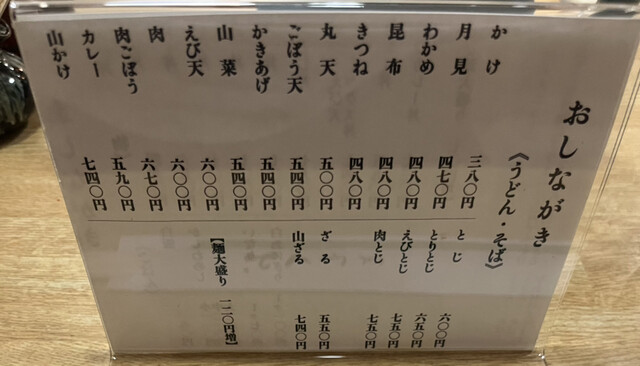 おしながき
《うどん・そば》
かけ 三八〇円
月見 四七〇円
わかめ 四八〇円
昆布 四八〇円
きつね 四八〇円
丸天 五〇〇円
ごぼう天 五四〇円
かきあげ 五四〇円
山菜 五四〇円
えび天 六〇〇円
肉 六〇〇円
肉ごぼう 六七〇円
カレー 五九〇円
山かけ 七四〇円
とじ 六〇〇円
とりとじ 六五〇円
えびとじ 七五〇円
肉とじ 七五〇円
ざる 五五〇円
山ざる 七四〇円
【麺大盛り 一二〇円増】